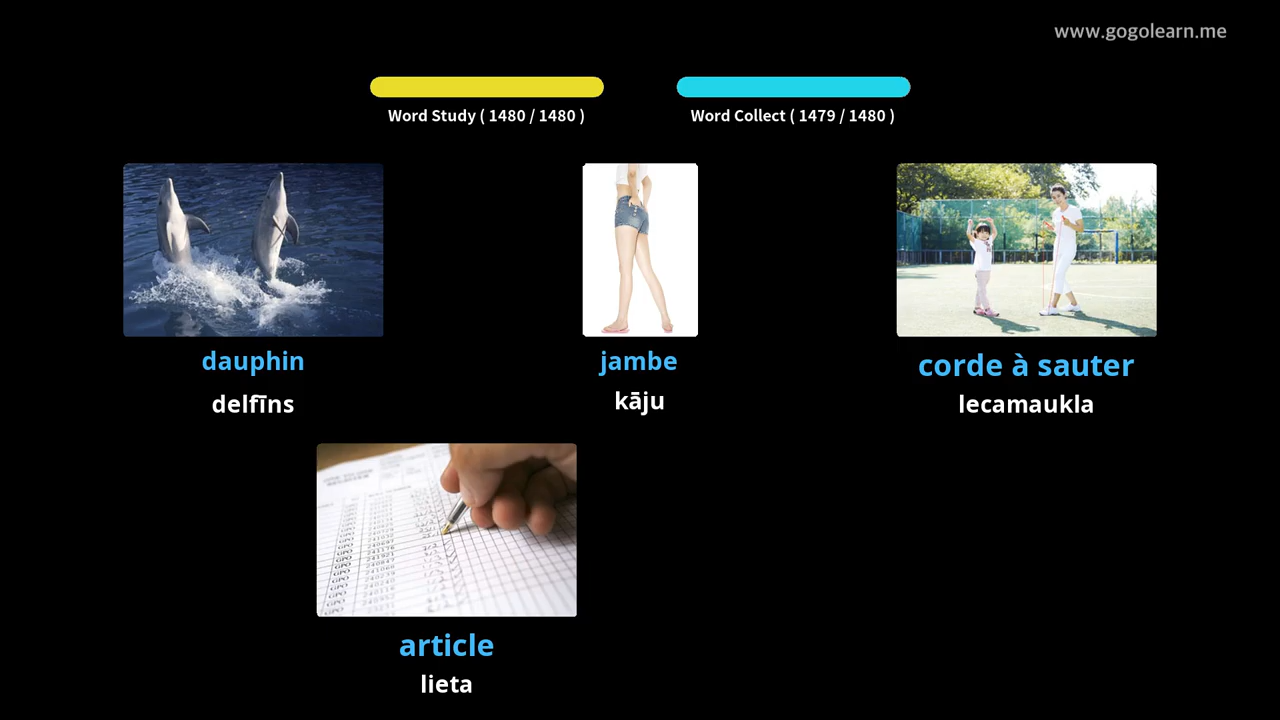 www.gogolearn.me
Word Study ( 1480 / 1480 )
Word Collect ( 1479 / 1480 )
dauphin
jambe
corde à sauter
delfīns
kāju
lecamaukla
article
lieta